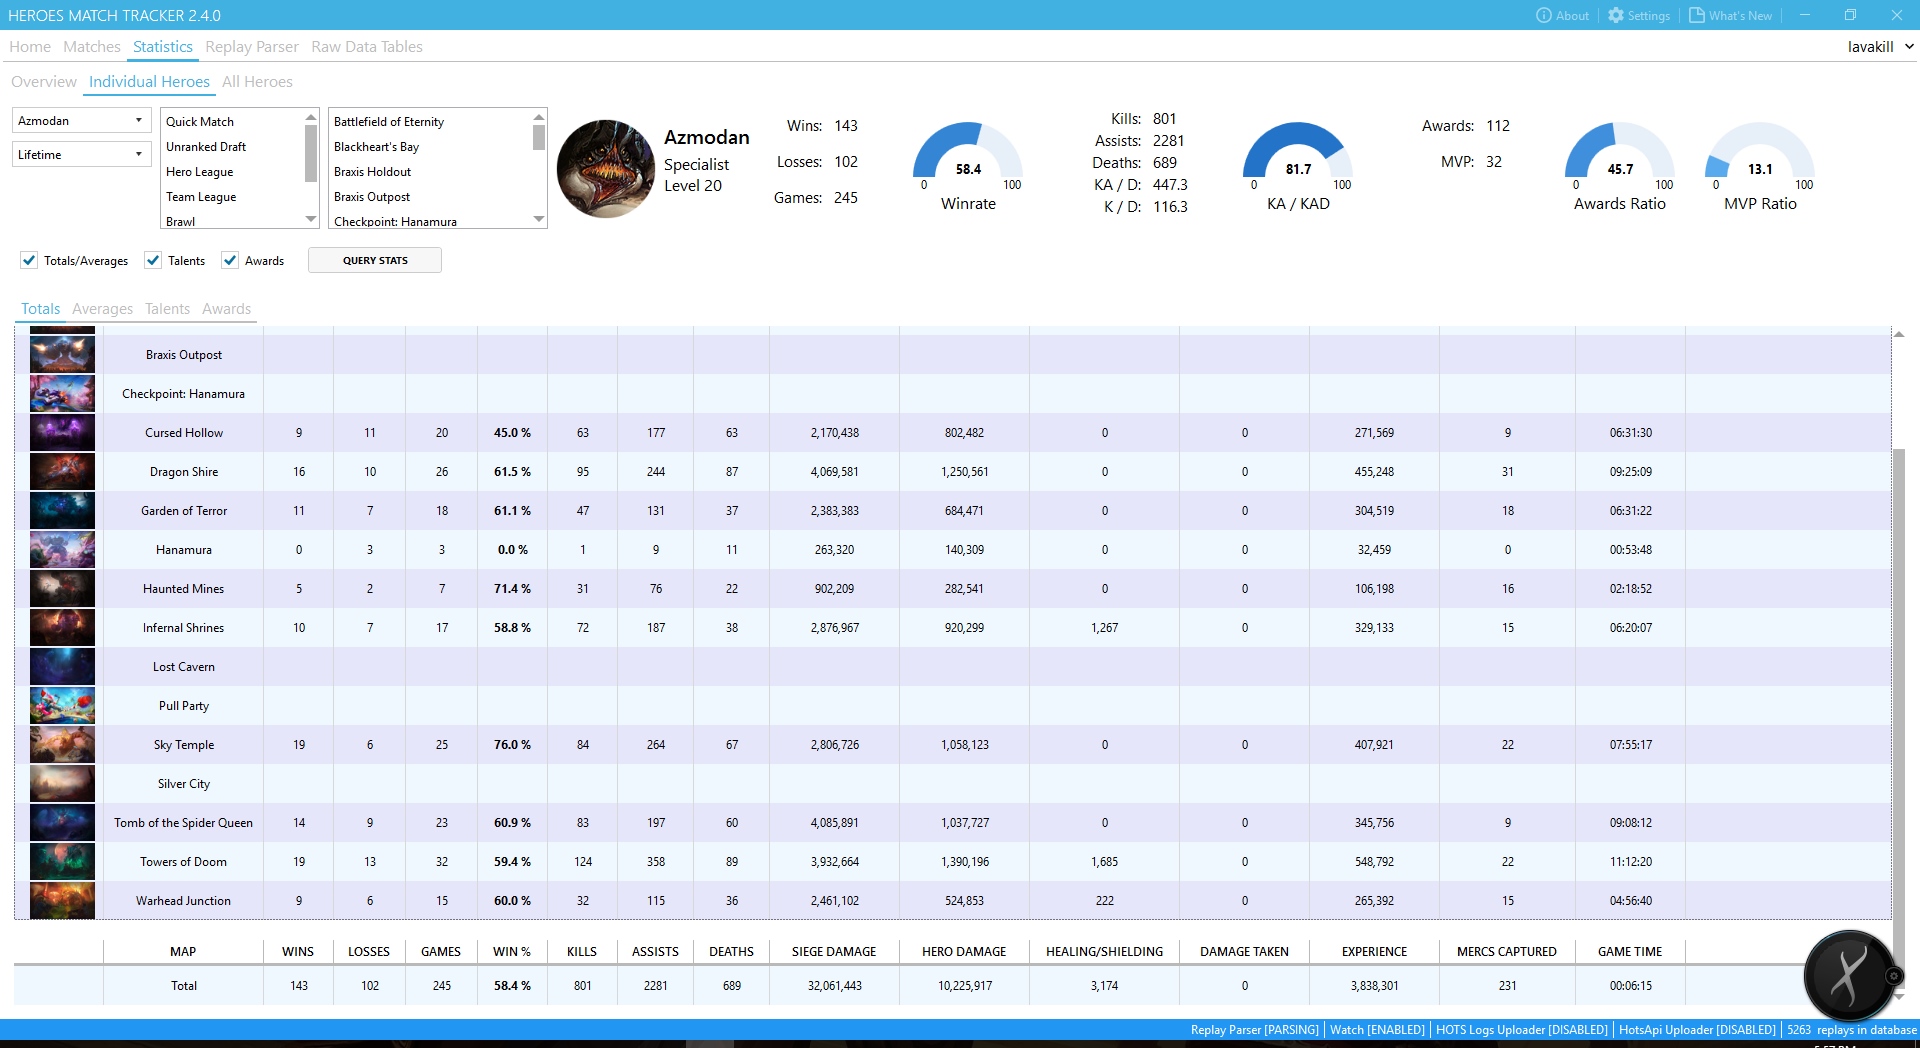 HEROES MATCH TRACKER 2.4.0 About Settings What's New
Home Matches Statistics Replay Parser Raw Data Tables lavakill
Overview Individual Heroes All Heroes
Azmodan
Lifetime
Quick Match
Unranked Draft
Hero League
Team League
Brawl
Battlefield of Eternity
Blackheart's Bay
Braxis Holdout
Braxis Outpost
Checkpoint: Hanamura
Azmodan
Specialist
Level 20
Wins: 143
Losses: 102
Games: 245
58.4
0 100
Winrate
Kills: 801
Assists: 2281
Deaths: 689
KA / D: 447.3
K / D: 116.3
81.7
0 100
KA / KAD
Awards: 112
MVP: 32
45.7
0 100
Awards Ratio
13.1
0 100
MVP Ratio
Totals/Averages Talents Awards QUERY STATS
Totals Averages Talents Awards
Braxis Outpost
Checkpoint: Hanamura
Cursed Hollow 9 11 20 45.0 % 63 177 63 2,170,438 802,482 0 0 271,569 9 06:31:30
Dragon Shire 16 10 26 61.5 % 95 244 87 4,069,581 1,250,561 0 0 455,248 31 09:25:09
Garden of Terror 11 7 18 61.1 % 47 131 37 2,383,383 684,471 0 0 304,519 18 06:31:22
Hanamura 0 3 3 0.0 % 1 9 11 263,320 140,309 0 0 32,459 0 00:53:48
Haunted Mines 5 2 7 71.4 % 31 76 22 902,209 282,541 0 0 106,198 16 02:18:52
Infernal Shrines 10 7 17 58.8 % 72 187 38 2,876,967 920,299 1,267 0 329,133 15 06:20:07
Lost Cavern
Pull Party
Sky Temple 19 6 25 76.0 % 84 264 67 2,806,726 1,058,123 0 0 407,921 22 07:55:17
Silver City
Tomb of the Spider Queen 14 9 23 60.9 % 83 197 60 4,085,891 1,037,727 0 0 345,756 9 09:08:12
Towers of Doom 19 13 32 59.4 % 124 358 89 3,932,664 1,390,196 1,685 0 548,792 22 11:12:20
Warhead Junction 9 6 15 60.0 % 32 115 36 2,461,102 524,853 222 0 265,392 15 04:56:40
MAP WINS LOSSES GAMES WIN % KILLS ASSISTS DEATHS SIEGE DAMAGE HERO DAMAGE HEALING/SHIELDING DAMAGE TAKEN EXPERIENCE MERCS CAPTURED GAME TIME
Total 143 102 245 58.4 % 801 2281 689 32,061,443 10,225,917 3,174 0 3,838,301 231 00:06:15
Replay Parser [PARSING] Watch [ENABLED] HOTS Logs Uploader [DISABLED] HotsApi Uploader [DISABLED] 5263 replays in database